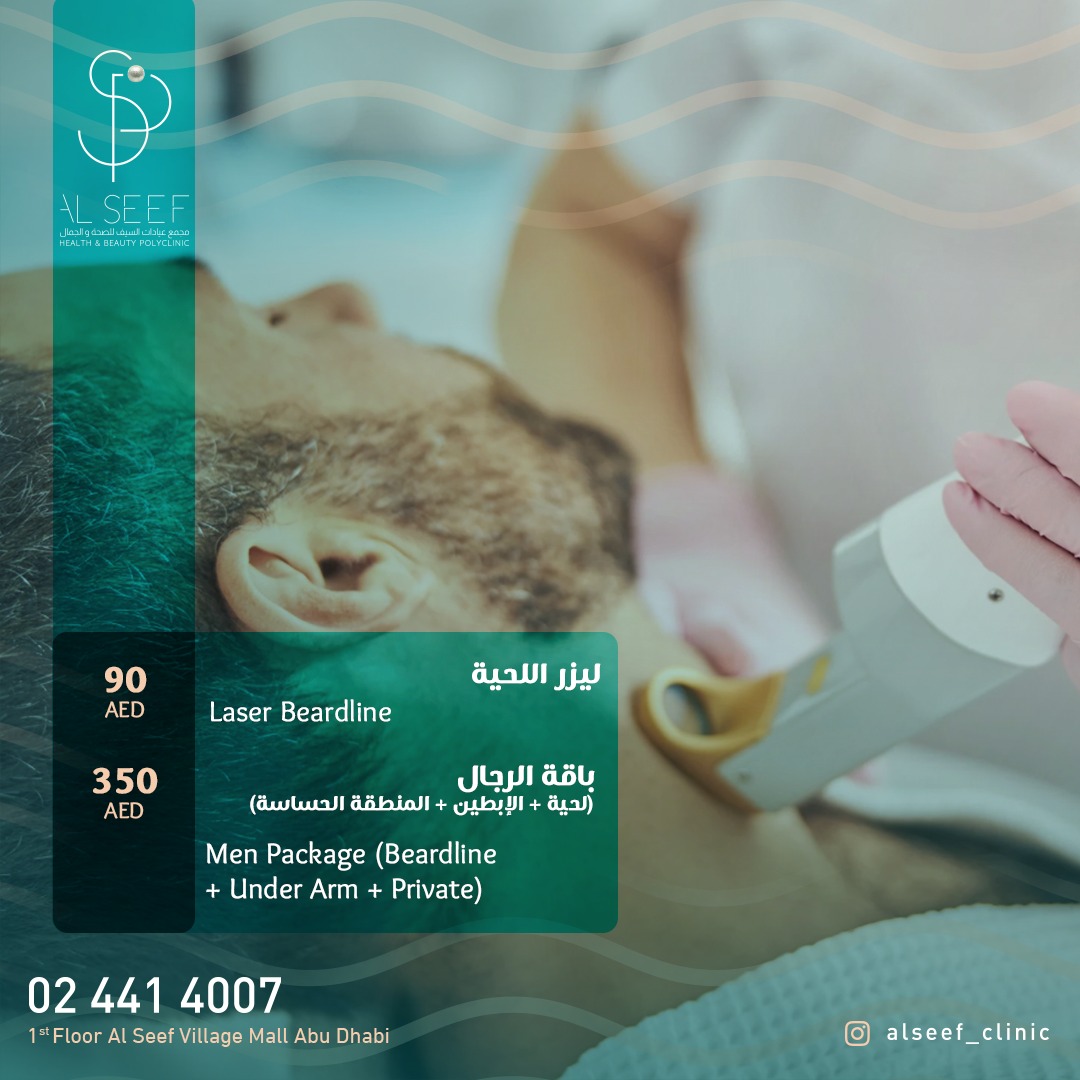 AL SEEF
مجمع عيادات السيف للصحة و الجمال
HEALTH & BEAUTY POLYCLINIC
90
AED
ليزر اللحية
Laser Beardline
350
AED
باقة الرجال
(لحية + الإبطين + المنطقة الحساسة)
Men Package (Beardline
+ Under Arm + Private)
02 441 4007
1st Floor Al Seef Village Mall Abu Dhabi
alseef_clinic